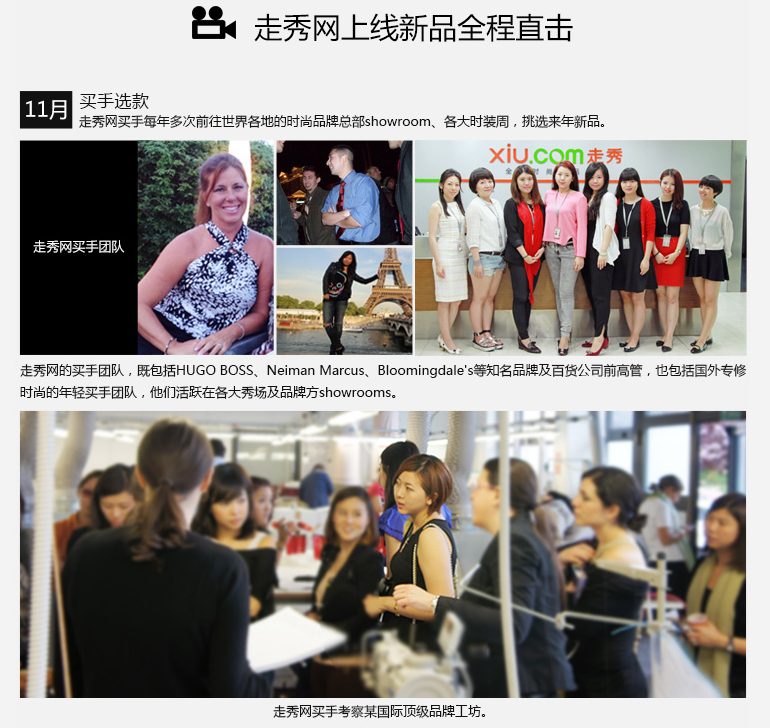 走秀网上线新品全程直击
11月
买手选款
走秀网买手每年多次前往世界各地的时尚品牌总部showroom、各大时装周，挑选来年新品。
走秀网买手团队
xiu.com走秀
走秀网的买手团队，既包括HUGO BOSS、Neiman Marcus、Bloomingdale's等知名品牌及百货公司前高管，也包括国外专修
时尚的年轻买手团队，他们活跃在各大秀场及品牌方showrooms。
走秀网买手考察某国际顶级品牌工坊。